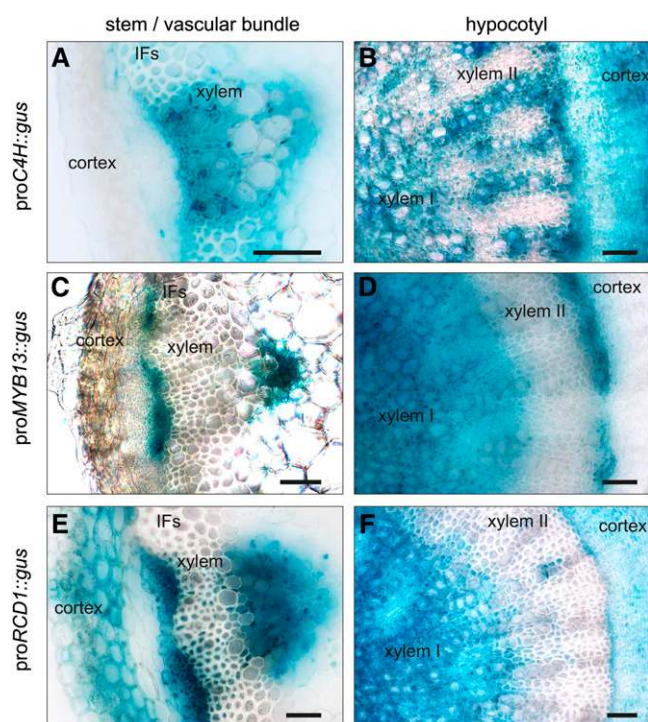 stem / vascular bundle
hypocotyl
proC4H::gus
A
IFs
xylem
cortex
B
xylem II
cortex
xylem I
proMYB13::gus
C
IFs
cortex
xylem
D
cortex
xylem II
xylem I
proRCD1::gus
E
IFs
xylem
cortex
F
xylem II
cortex
xylem I